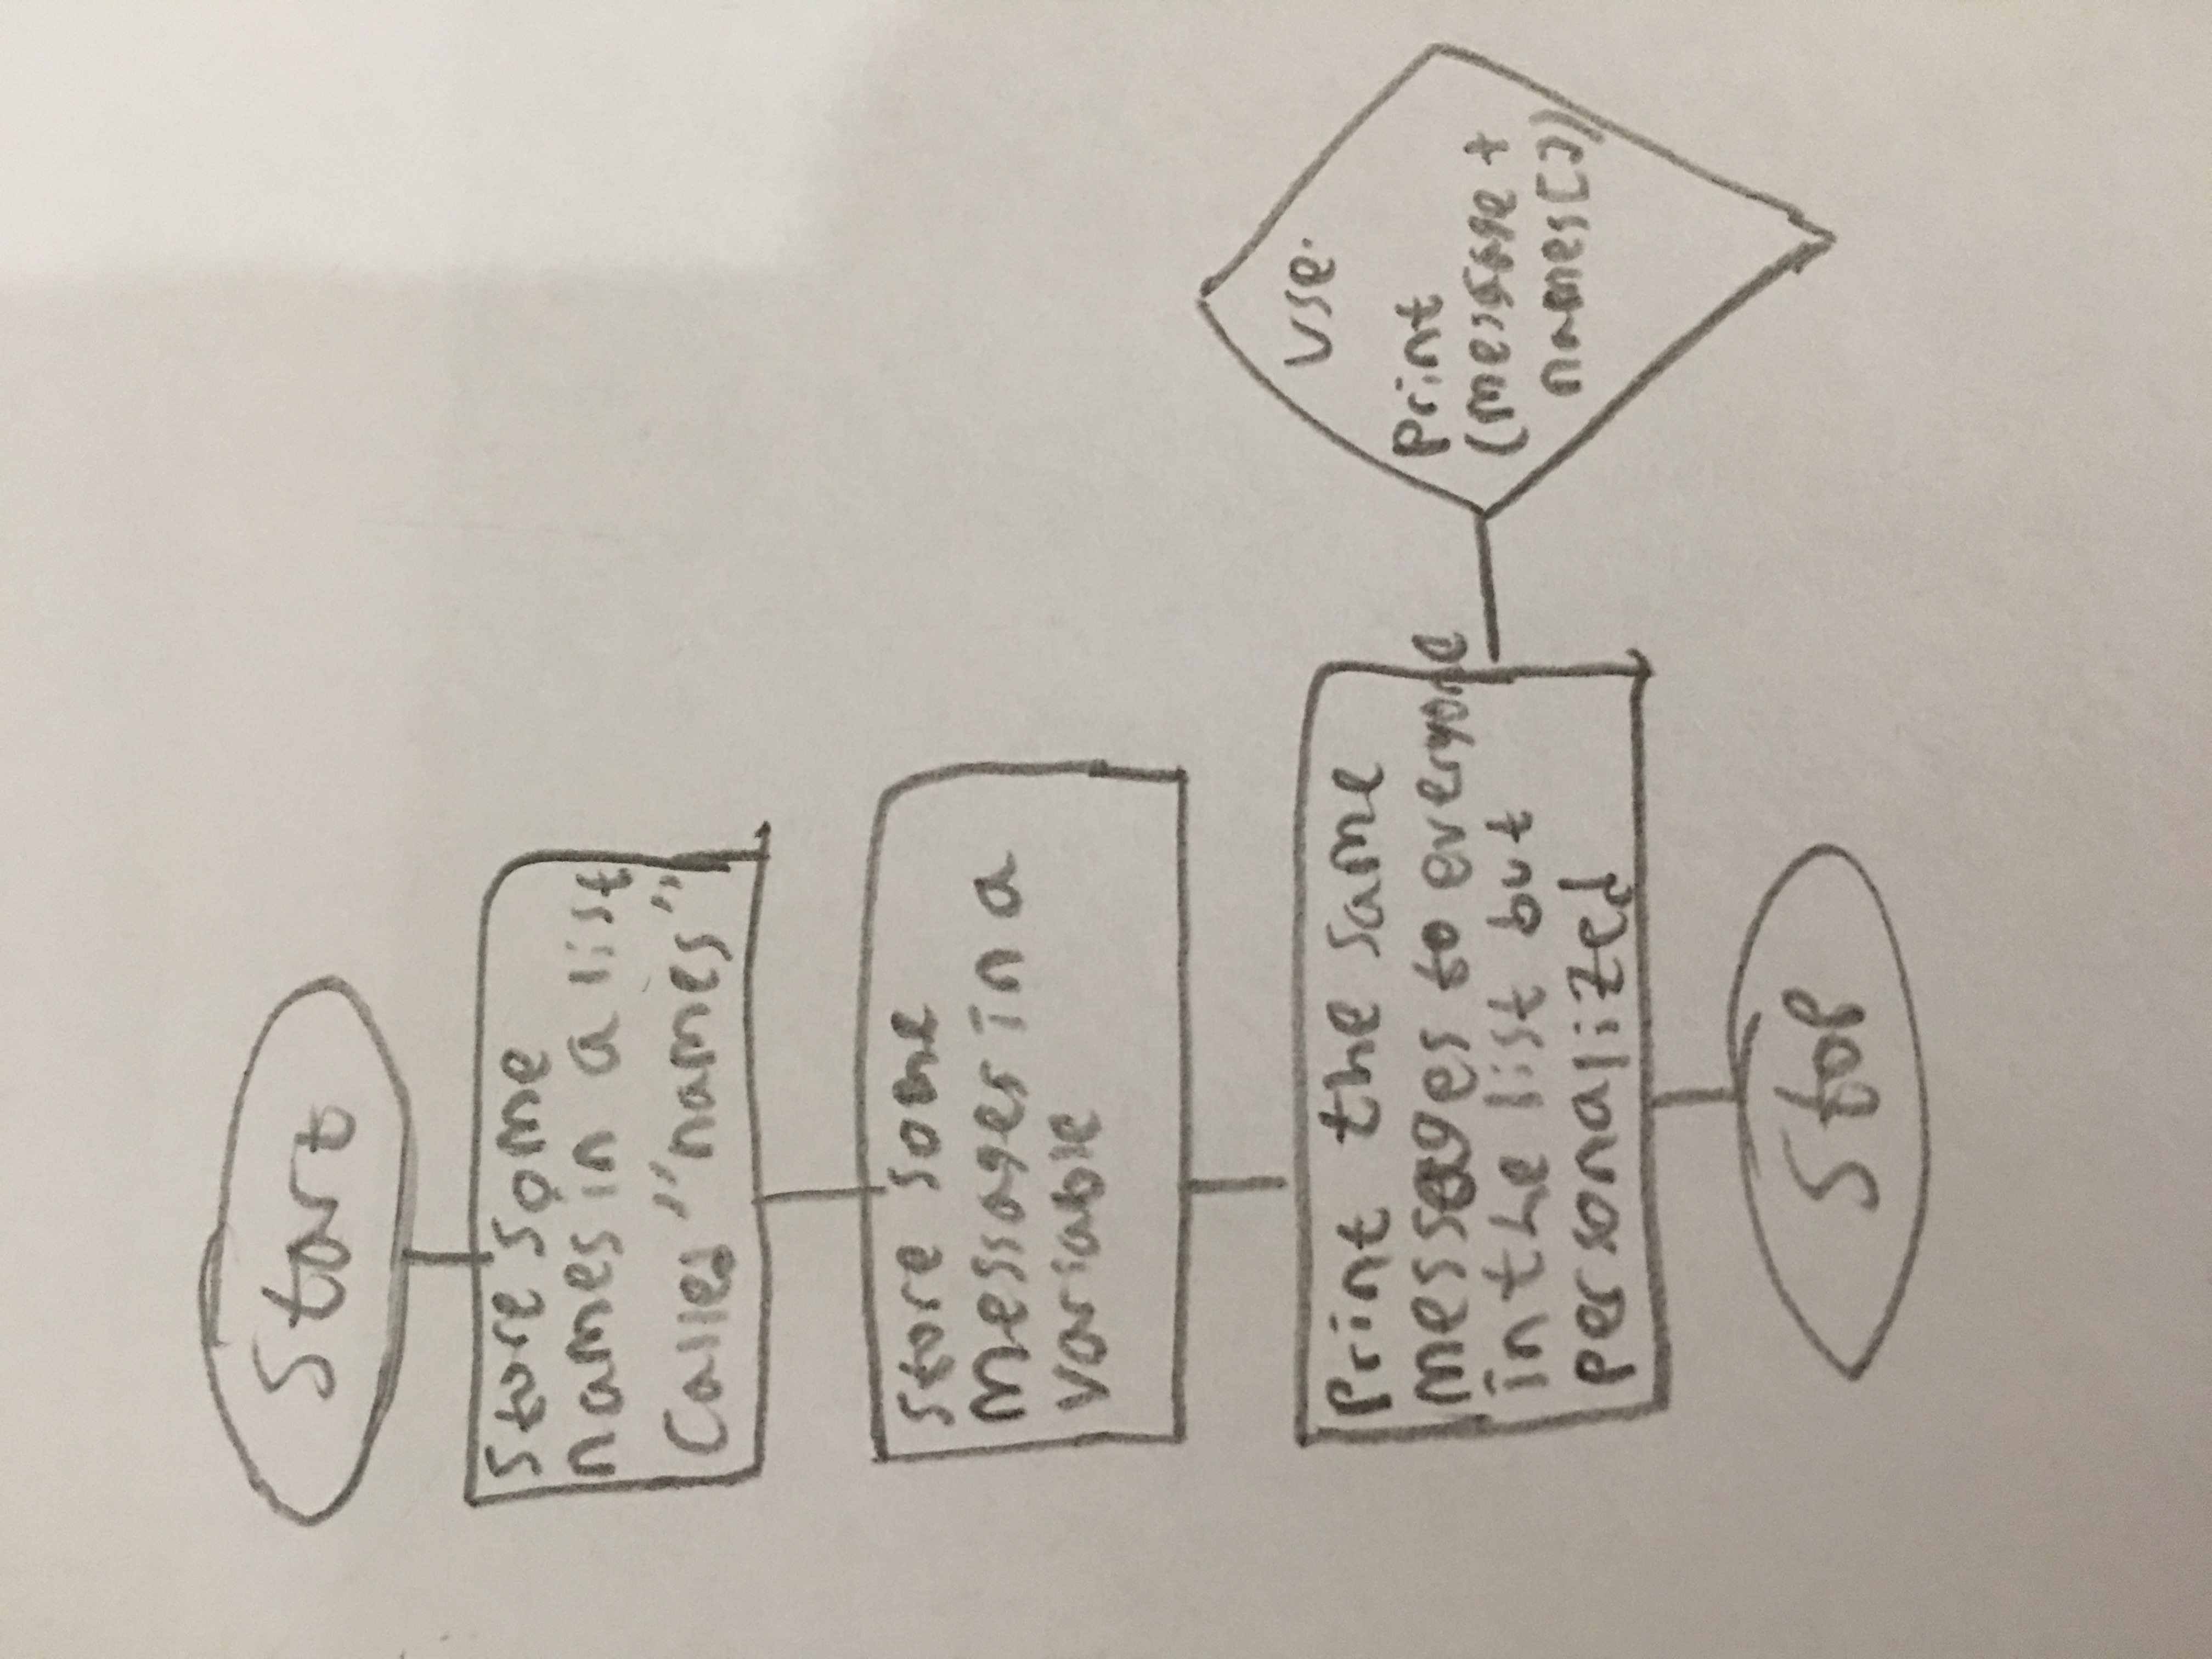 Start
Store some
names in a list
Called "names"
Store some
messages in a
variable
Print the same
messages to everyone
in the list but
personalized
Use.
Print
(message +
names[])
Stop